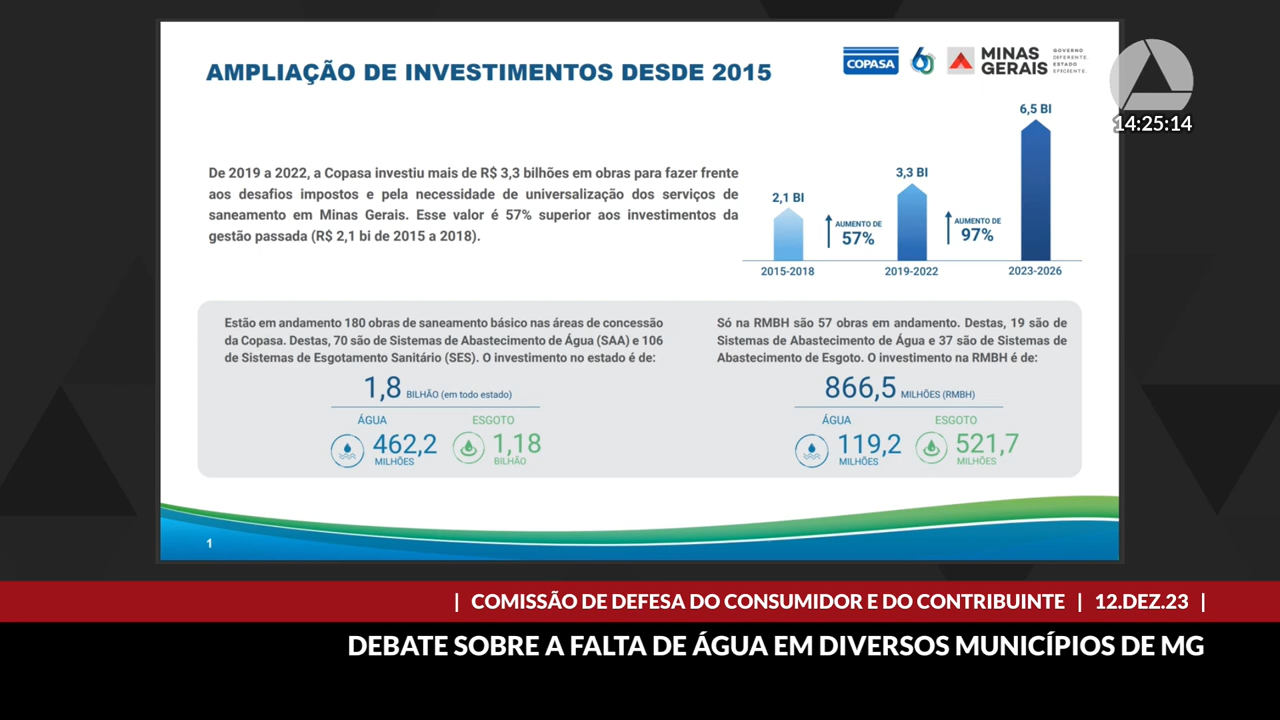 AMPLIAÇÃO DE INVESTIMENTOS DESDE 2015
COPASA
60
MINAS
GERAIS
GOVERNO
DIFERENTE.
ESTADO
EFICIENTE.
14:25:14
De 2019 a 2022, a Copasa investiu mais de R$ 3,3 bilhões em obras para fazer frente
aos desafios impostos e pela necessidade de universalização dos serviços de
saneamento em Minas Gerais. Esse valor é 57% superior aos investimentos da
gestão passada (R$ 2,1 bi de 2015 a 2018).
2,1 BI
AUMENTO DE
57%
3,3 BI
AUMENTO DE
97%
6,5 BI
2015-2018
2019-2022
2023-2026
Estão em andamento 180 obras de saneamento básico nas áreas de concessão
da Copasa. Destas, 70 são de Sistemas de Abastecimento de Água (SAA) e 106
de Sistemas de Esgotamento Sanitário (SES). O investimento no estado é de:
1,8 BILHÃO (em todo estado)
ÁGUA
462,2
MILHÕES
ESGOTO
1,18
BILHÃO
Só na RMBH são 57 obras em andamento. Destas, 19 são de
Sistemas de Abastecimento de Água e 37 são de Sistemas de
Abastecimento de Esgoto. O investimento na RMBH é de:
866,5 MILHÕES (RMBH)
ÁGUA
119,2
MILHÕES
ESGOTO
521,7
MILHÕES
1
| COMISSÃO DE DEFESA DO CONSUMIDOR E DO CONTRIBUINTE | 12.DEZ.23 |
DEBATE SOBRE A FALTA DE ÁGUA EM DIVERSOS MUNICÍPIOS DE MG